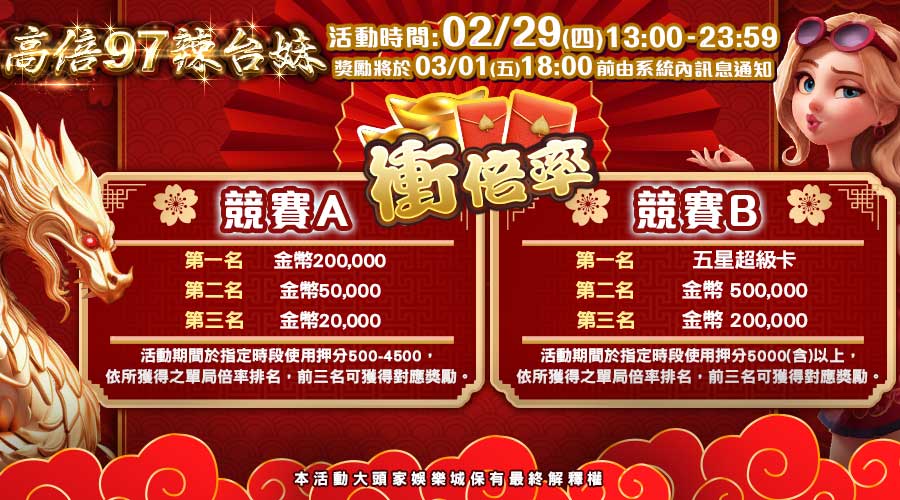 高倍97辣台妹
活動時間:02/29(四)13:00-23:59
獎勵將於 03/01(五)18:00 前由系統內訊息通知
衝倍率
競賽A
第一名 金幣200,000
第二名 金幣50,000
第三名 金幣20,000
活動期間於指定時段使用押分500-4500，
依所獲得之單局倍率排名，前三名可獲得對應獎勵。
競賽B
第一名 五星超級卡
第二名 金幣 500,000
第三名 金幣 200,000
活動期間於指定時段使用押分5000(含)以上，
依所獲得之單局倍率排名，前三名可獲得對應獎勵。
本活動大頭家娛樂城保有最終解釋權